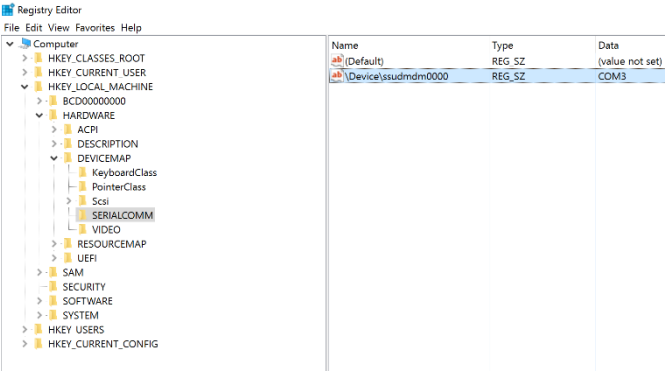 Registry Editor
File Edit View Favorites Help
Computer
HKEY_CLASSES_ROOT
HKEY_CURRENT_USER
HKEY_LOCAL_MACHINE
BCD00000000
HARDWARE
ACPI
DESCRIPTION
DEVICEMAP
KeyboardClass
PointerClass
Scsi
SERIALCOMM
VIDEO
RESOURCEMAP
UEFI
SAM
SECURITY
SOFTWARE
SYSTEM
HKEY_USERS
HKEY_CURRENT_CONFIG
Name Type Data
ab (Default) REG_SZ (value not set)
ab \Device\ssudmdm0000 REG_SZ COM3